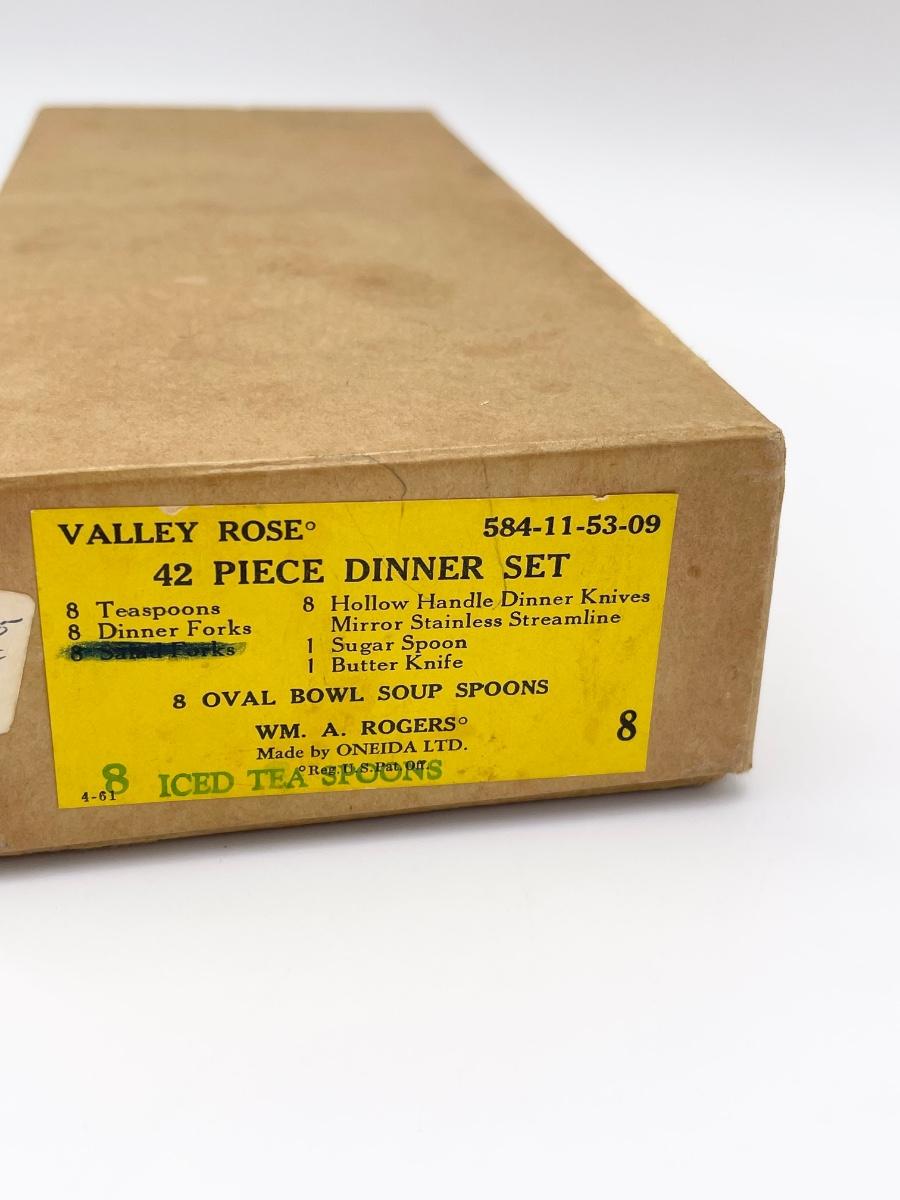 VALLEY ROSE° 584-11-53-09
42 PIECE DINNER SET
8 Teaspoons
8 Dinner Forks
8 Salad Forks
8 Hollow Handle Dinner Knives
Mirror Stainless Streamline
1 Sugar Spoon
1 Butter Knife
8 OVAL BOWL SOUP SPOONS
WM. A. ROGERS°
Made by ONEIDA LTD.
°Reg. U.S. Pat. Off.
8
8 ICED TEA SPOONS
4-61